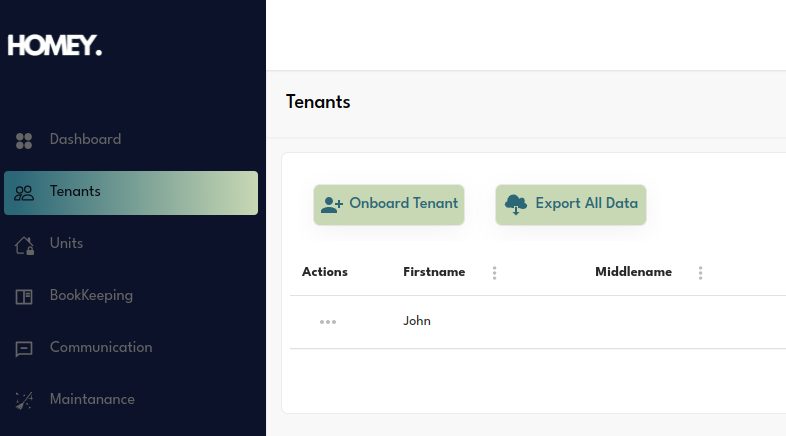 HOMEY.
Dashboard
Tenants
Units
BookKeeping
Communication
Maintanance
Tenants
Onboard Tenant
Export All Data
Actions Firstname Middlename
John